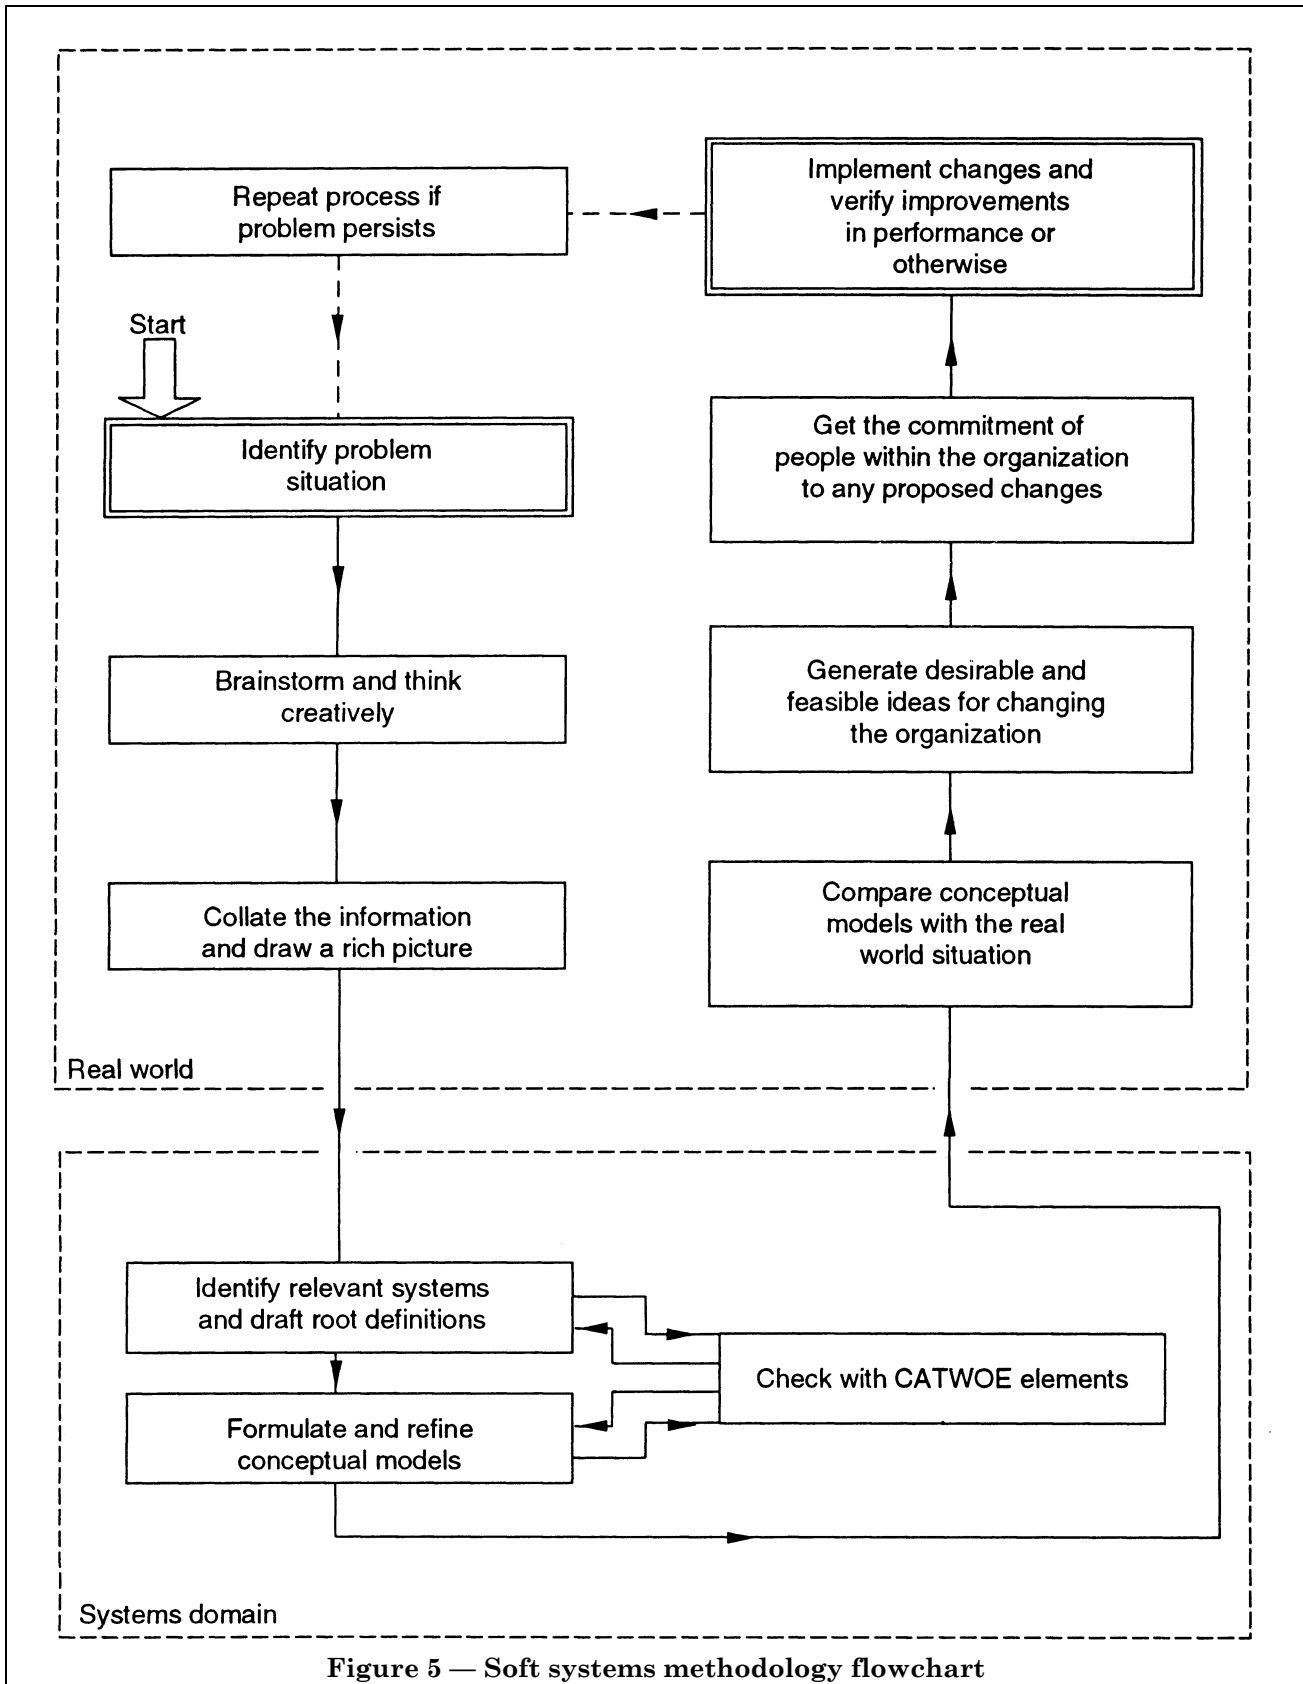 Repeat process if
problem persists
Implement changes and
verify improvements
in performance or
otherwise
Start
Identify problem
situation
Get the commitment of
people within the organization
to any proposed changes
Brainstorm and think
creatively
Generate desirable and
feasible ideas for changing
the organization
Collate the information
and draw a rich picture
Compare conceptual
models with the real
world situation
Real world
Identify relevant systems
and draft root definitions
Check with CATWOE elements
Formulate and refine
conceptual models
Systems domain
Figure 5 — Soft systems methodology flowchart